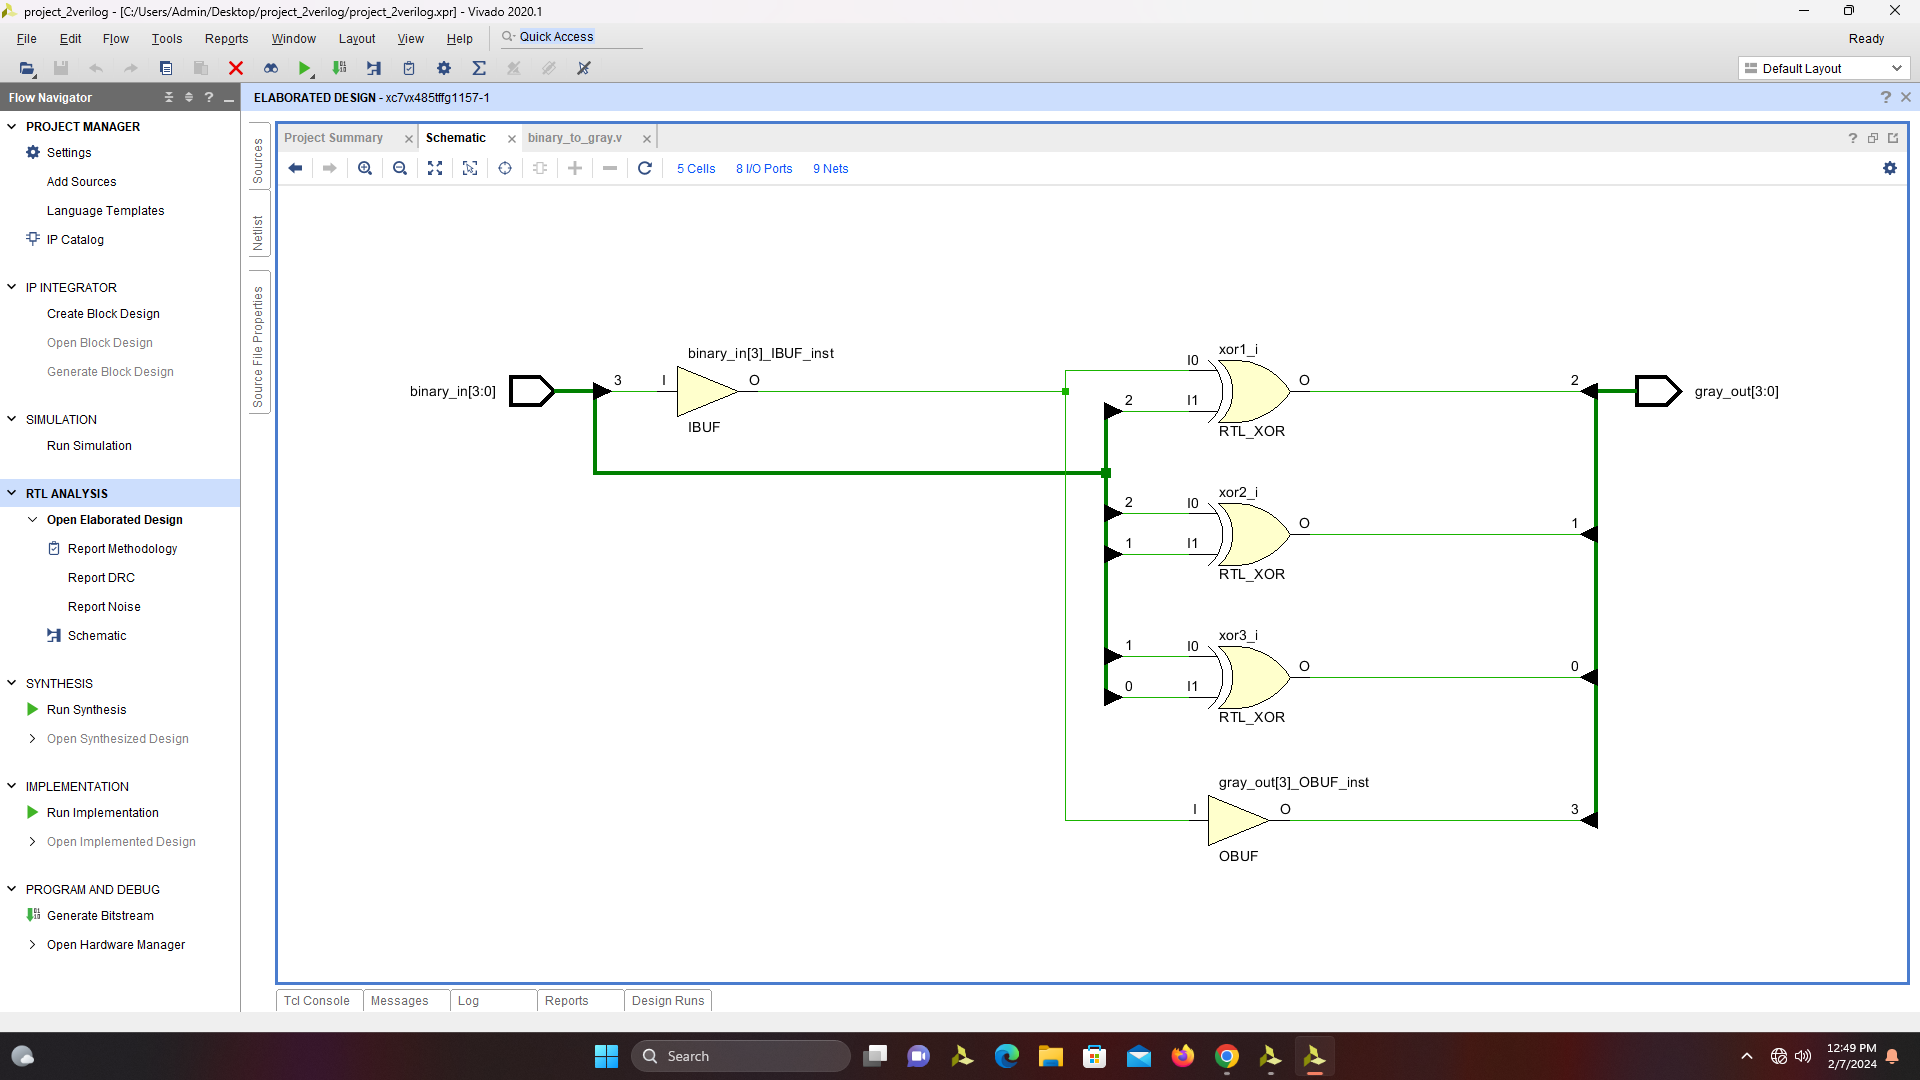 project_2verilog - [C:/Users/Admin/Desktop/project_2verilog/project_2verilog.xpr] - Vivado 2020.1
File Edit Flow Tools Reports Window Layout View Help Quick Access Ready
Default Layout
Flow Navigator
ELABORATED DESIGN - xc7vx485tffg1157-1
PROJECT MANAGER
Settings
Add Sources
Language Templates
IP Catalog
IP INTEGRATOR
Create Block Design
Open Block Design
Generate Block Design
SIMULATION
Run Simulation
RTL ANALYSIS
Open Elaborated Design
Report Methodology
Report DRC
Report Noise
Schematic
SYNTHESIS
Run Synthesis
Open Synthesized Design
IMPLEMENTATION
Run Implementation
Open Implemented Design
PROGRAM AND DEBUG
Generate Bitstream
Open Hardware Manager
Sources
Netlist
Source File Properties
Project Summary Schematic binary_to_gray.v
5 Cells 8 I/O Ports 9 Nets
binary_in[3:0]
3
binary_in[3]_IBUF_inst
I O
IBUF
xor1_i
I0
2 I1
O
RTL_XOR
2
gray_out[3:0]
xor2_i
2 I0
1 I1
O
RTL_XOR
1
xor3_i
1 I0
0 I1
O
RTL_XOR
0
gray_out[3]_OBUF_inst
I O
OBUF
3
Tcl Console Messages Log Reports Design Runs
Search
12:49 PM
2/7/2024